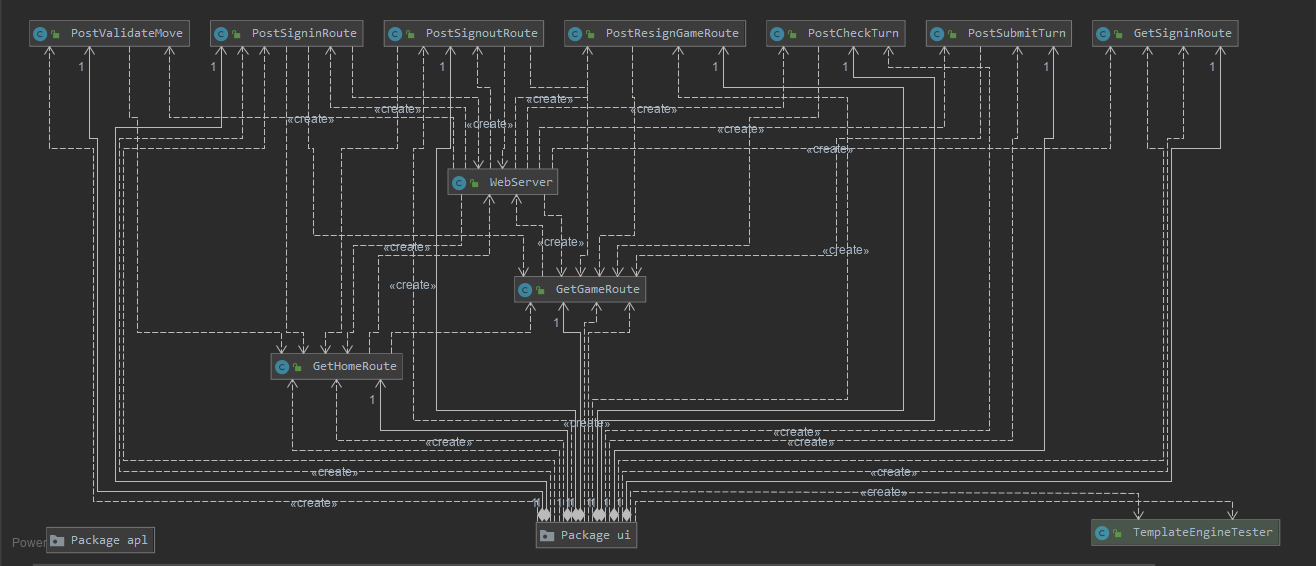 PostValidateMove PostSigninRoute PostSignoutRoute PostResignGameRoute PostCheckTurn PostSubmitTurn GetSigninRoute
1 1 1 1 1 1
«create» «create»
«create» «create»
«create» «create»
«create»
WebServer
«create» «create» «create»
«create»
GetGameRoute
1
GetHomeRoute
1
«create»
«create» «create»
«create»
«create» «create»
«create» «create»
Package ui
TemplateEngineTester
Power
Package apl